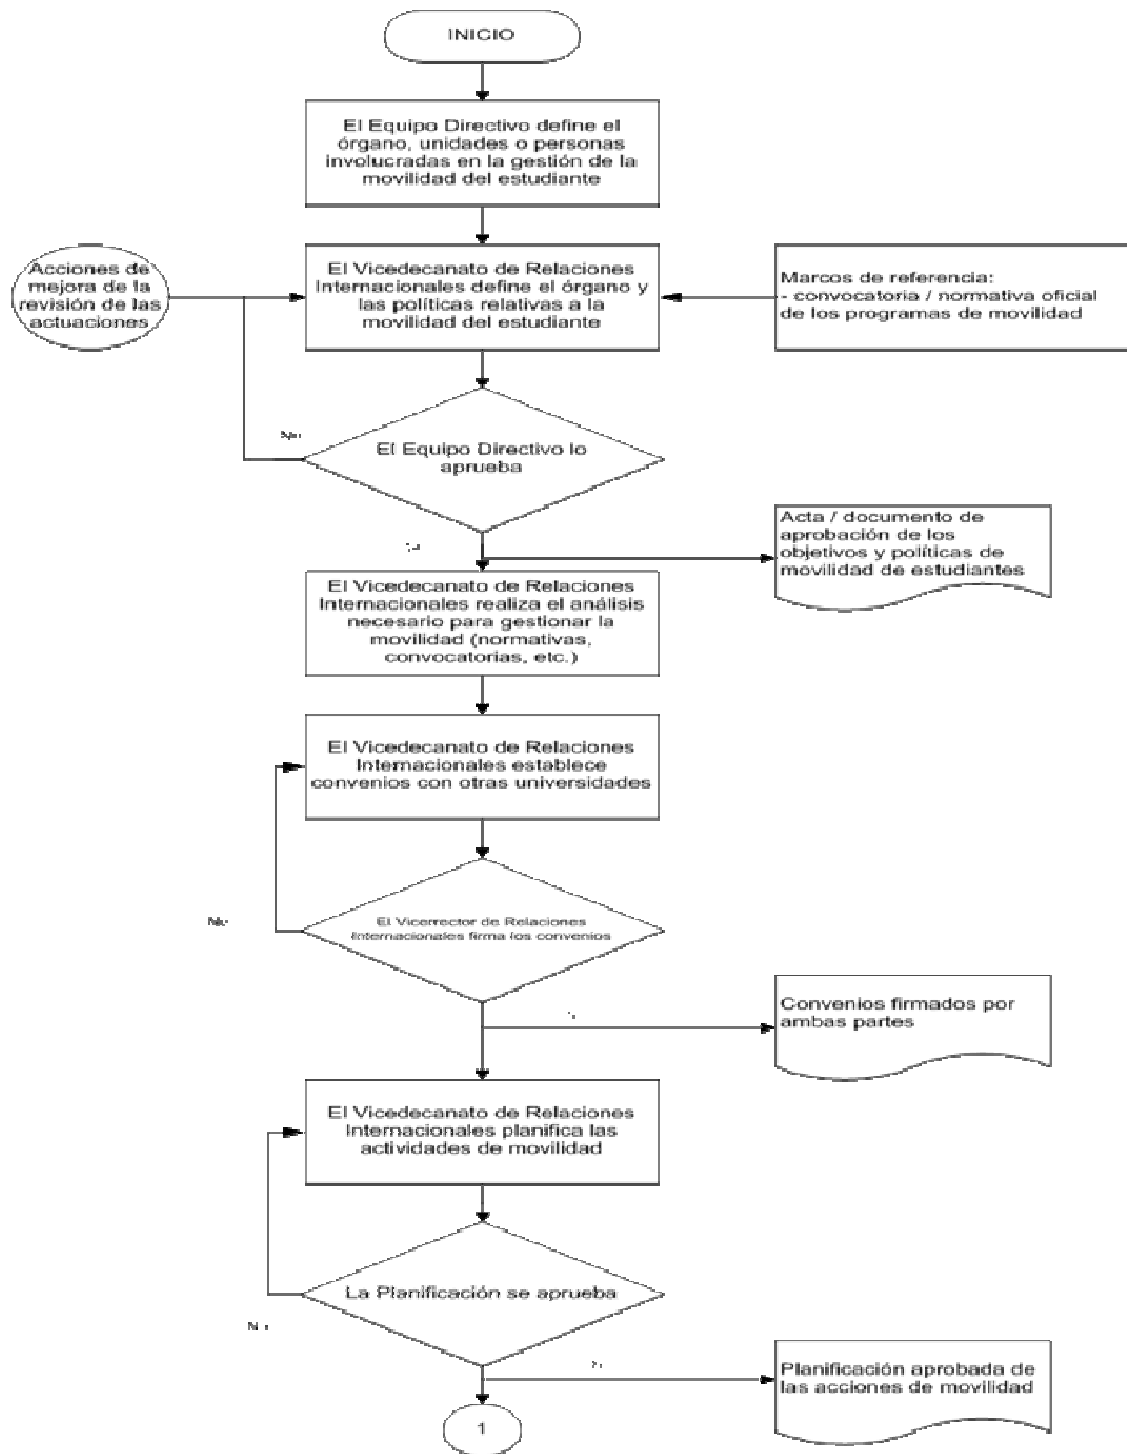 INICIO
El Equipo Directivo define el
órgano, unidades o personas
involucradas en la gestión de la
movilidad del estudiante
Acciones de
mejora de la
revisión de las
actuaciones
El Vicedecanato de Relaciones
Internacionales define el órgano y
las políticas relativas a la
movilidad del estudiante
Marcos de referencia:
- convocatoria / normativa oficial
de los programas de movilidad
No
El Equipo Directivo lo
aprueba
Acta / documento de
aprobación de los
objetivos y políticas de
movilidad de estudiantes
El Vicedecanato de Relaciones
Internacionales realiza el análisis
necesario para gestionar la
movilidad (normativas,
convocatorias, etc.)
El Vicedecanato de Relaciones
Internacionales establece
convenios con otras universidades
No
El Vicerrector de Relaciones
Internacionales firma los convenios
Convenios firmados por
ambas partes
El Vicedecanato de Relaciones
Internacionales planifica las
actividades de movilidad
La Planificación se aprueba
No
Planificación aprobada de
las acciones de movilidad
1